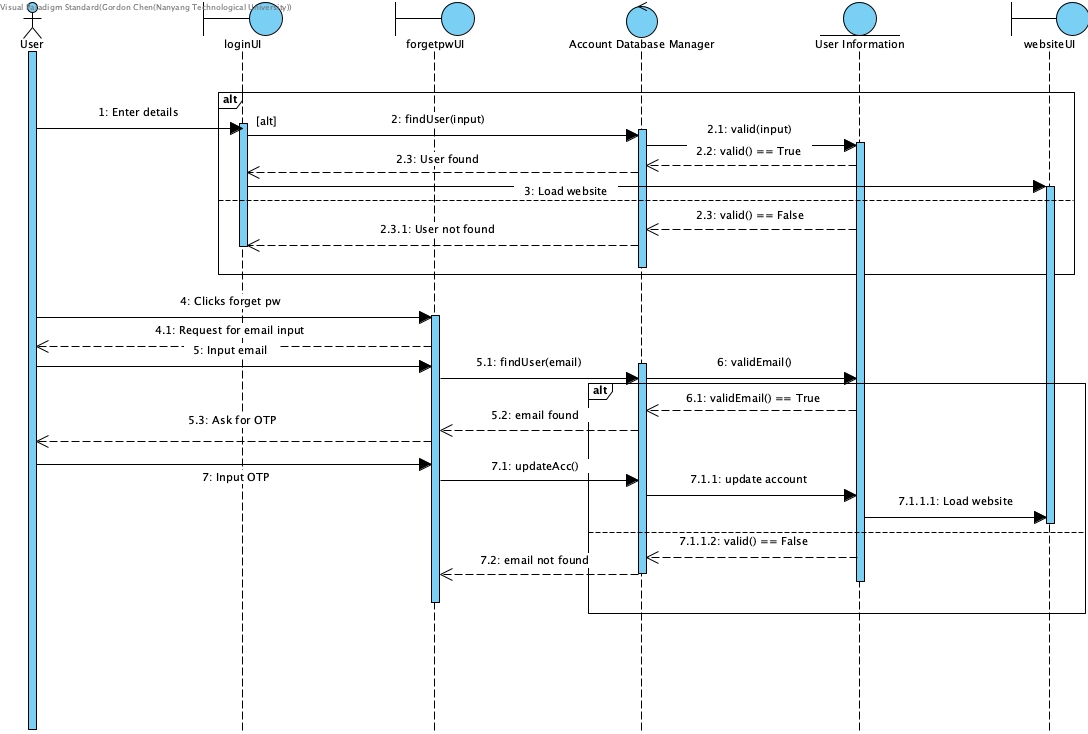 Visual Paradigm Standard(Gordon Chen(Nanyang Technological University))
User
loginUI
forgetpwUI
Account Database Manager
User Information
websiteUI
alt
[alt]
1: Enter details
2: findUser(input)
2.1: valid(input)
2.2: valid() == True
2.3: User found
3: Load website
2.3: valid() == False
2.3.1: User not found
4: Clicks forget pw
4.1: Request for email input
5: Input email
5.1: findUser(email)
6: validEmail()
alt
6.1: validEmail() == True
5.2: email found
5.3: Ask for OTP
7: Input OTP
7.1: updateAcc()
7.1.1: update account
7.1.1.1: Load website
7.1.1.2: valid() == False
7.2: email not found